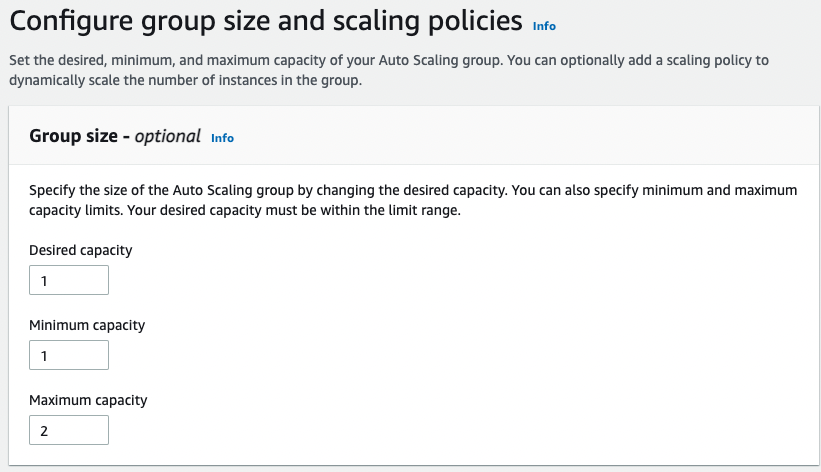 Configure group size and scaling policies Info
Set the desired, minimum, and maximum capacity of your Auto Scaling group. You can optionally add a scaling policy to
dynamically scale the number of instances in the group.
Group size - optional Info
Specify the size of the Auto Scaling group by changing the desired capacity. You can also specify minimum and maximum
capacity limits. Your desired capacity must be within the limit range.
Desired capacity
1
Minimum capacity
1
Maximum capacity
2